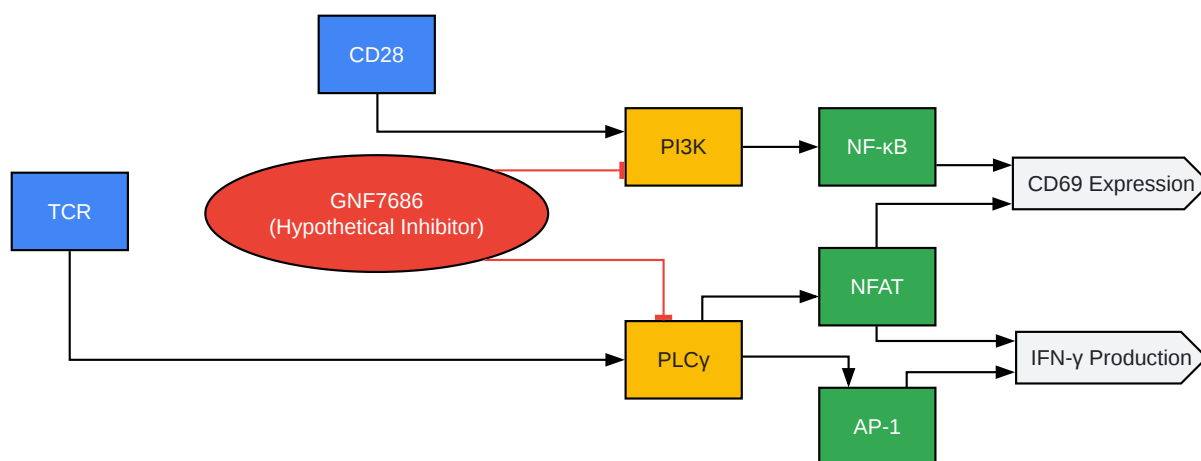 CD28
PI3K
NF-κB
CD69 Expression
TCR
GNF7686
(Hypothetical Inhibitor)
NFAT
PLCγ
IFN-γ Production
AP-1